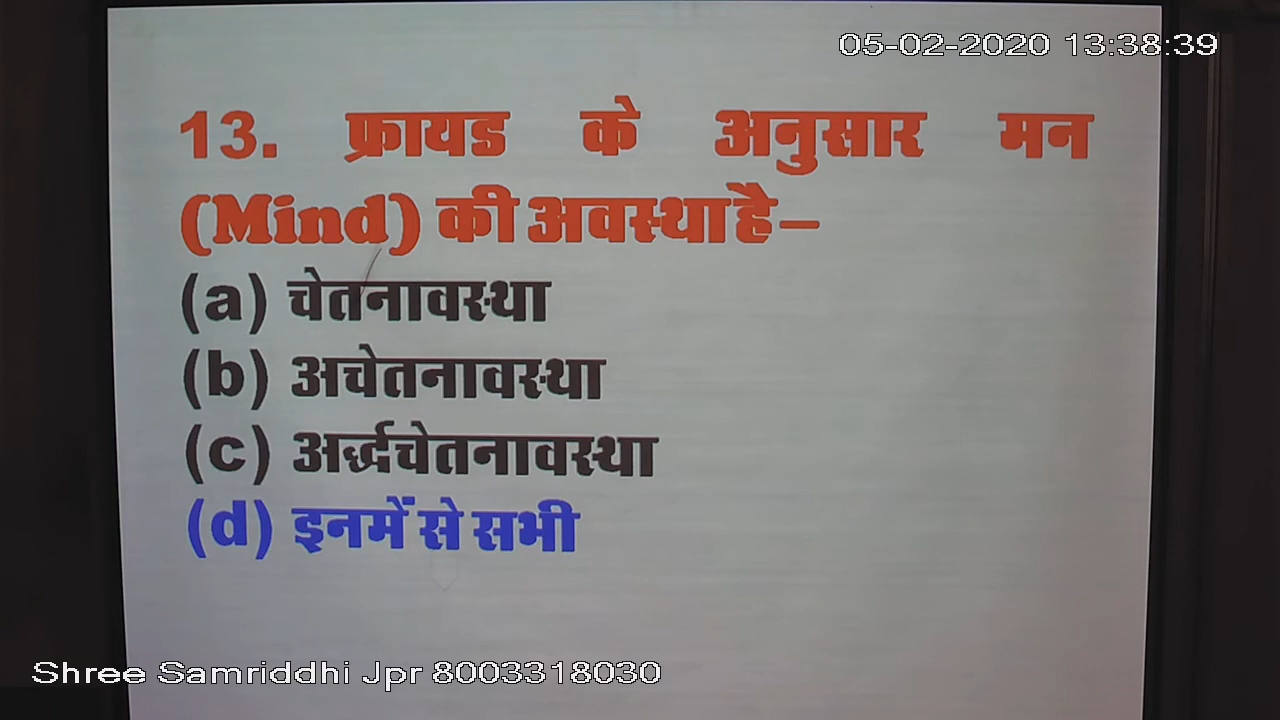 05-02-2020 13:38:39
13. फ्रायड के अनुसार मन
(Mind) की अवस्था है–
(a) चेतनावस्था
(b) अचेतनावस्था
(c) अर्द्धचेतनावस्था
(d) इनमें से सभी
Shree Samriddhi Jpr 8003318030